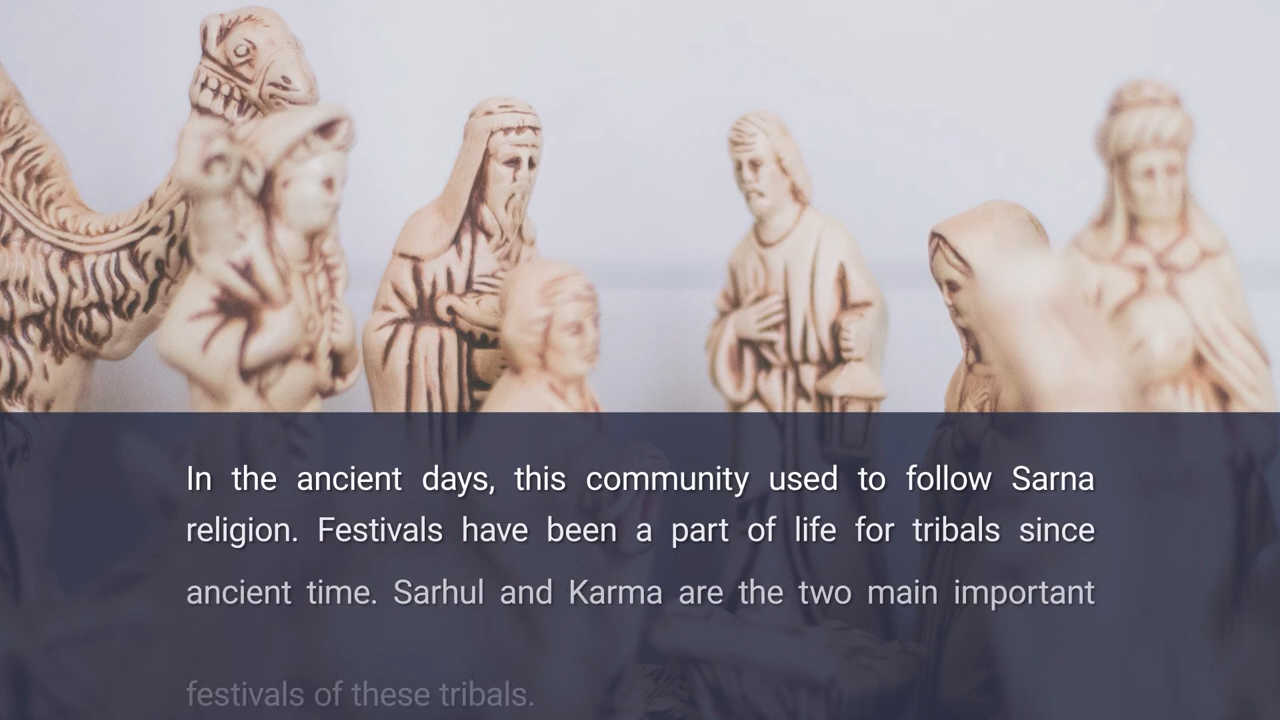 In the ancient days, this community used to follow Sarna
religion. Festivals have been a part of life for tribals since
ancient time. Sarhul and Karma are the two main important
festivals of these tribals.